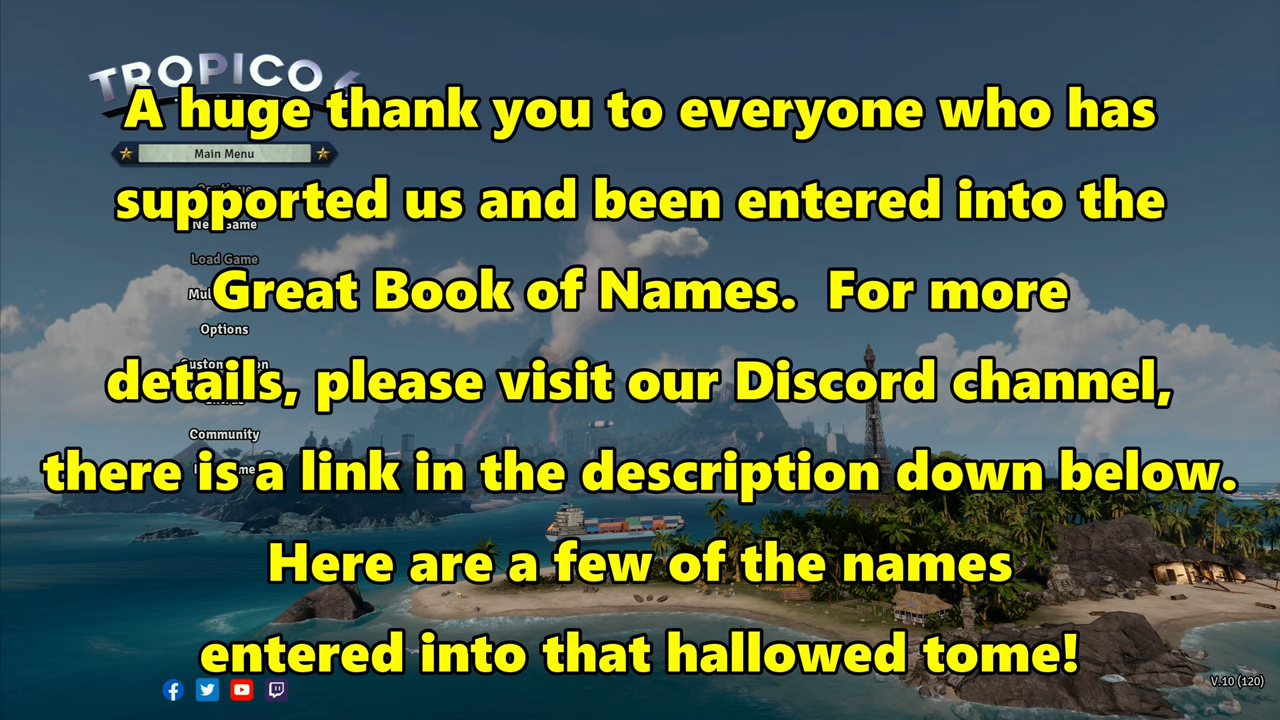 TROPICO 6
A huge thank you to everyone who has
Main Menu
supported us and been entered into the
New Game
Load Game
Great Book of Names.  For more
Options
details, please visit our Discord channel,
Community
there is a link in the description down below.
Here are a few of the names
entered into that hallowed tome!
V.10 (120)